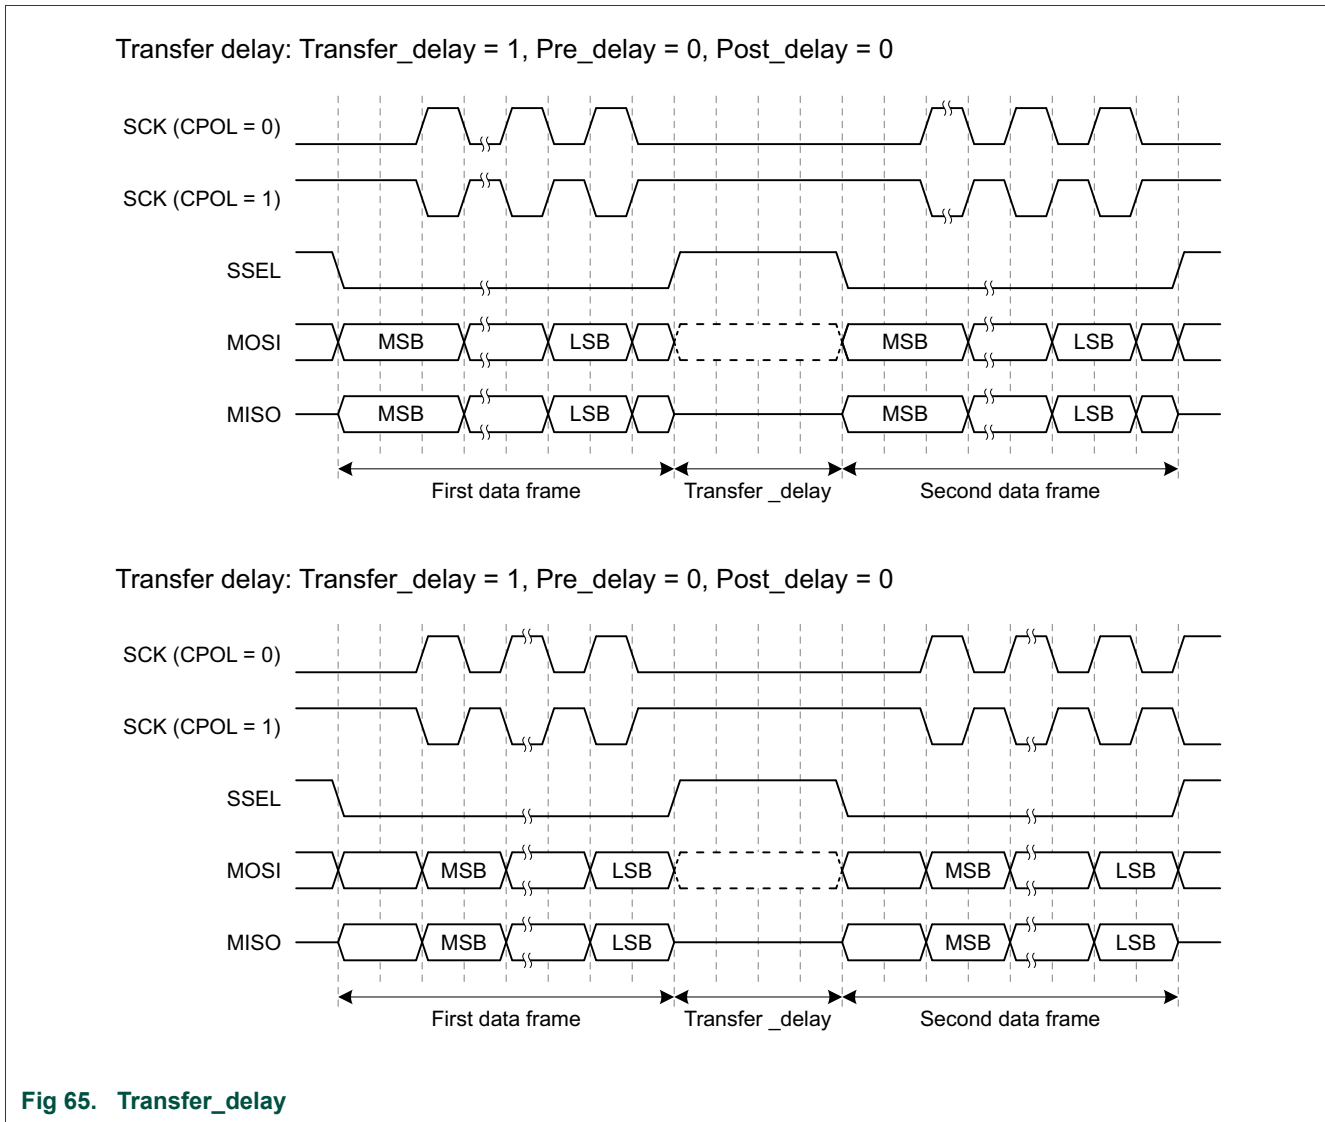 Transfer delay: Transfer_delay = 1, Pre_delay = 0, Post_delay = 0
SCK (CPOL = 0)
SCK (CPOL = 1)
SSEL
MOSI MSB LSB MSB LSB
MISO MSB LSB MSB LSB
First data frame Transfer _delay Second data frame
Transfer delay: Transfer_delay = 1, Pre_delay = 0, Post_delay = 0
SCK (CPOL = 0)
SCK (CPOL = 1)
SSEL
MOSI MSB LSB MSB LSB
MISO MSB LSB MSB LSB
First data frame Transfer _delay Second data frame
Fig 65. Transfer_delay